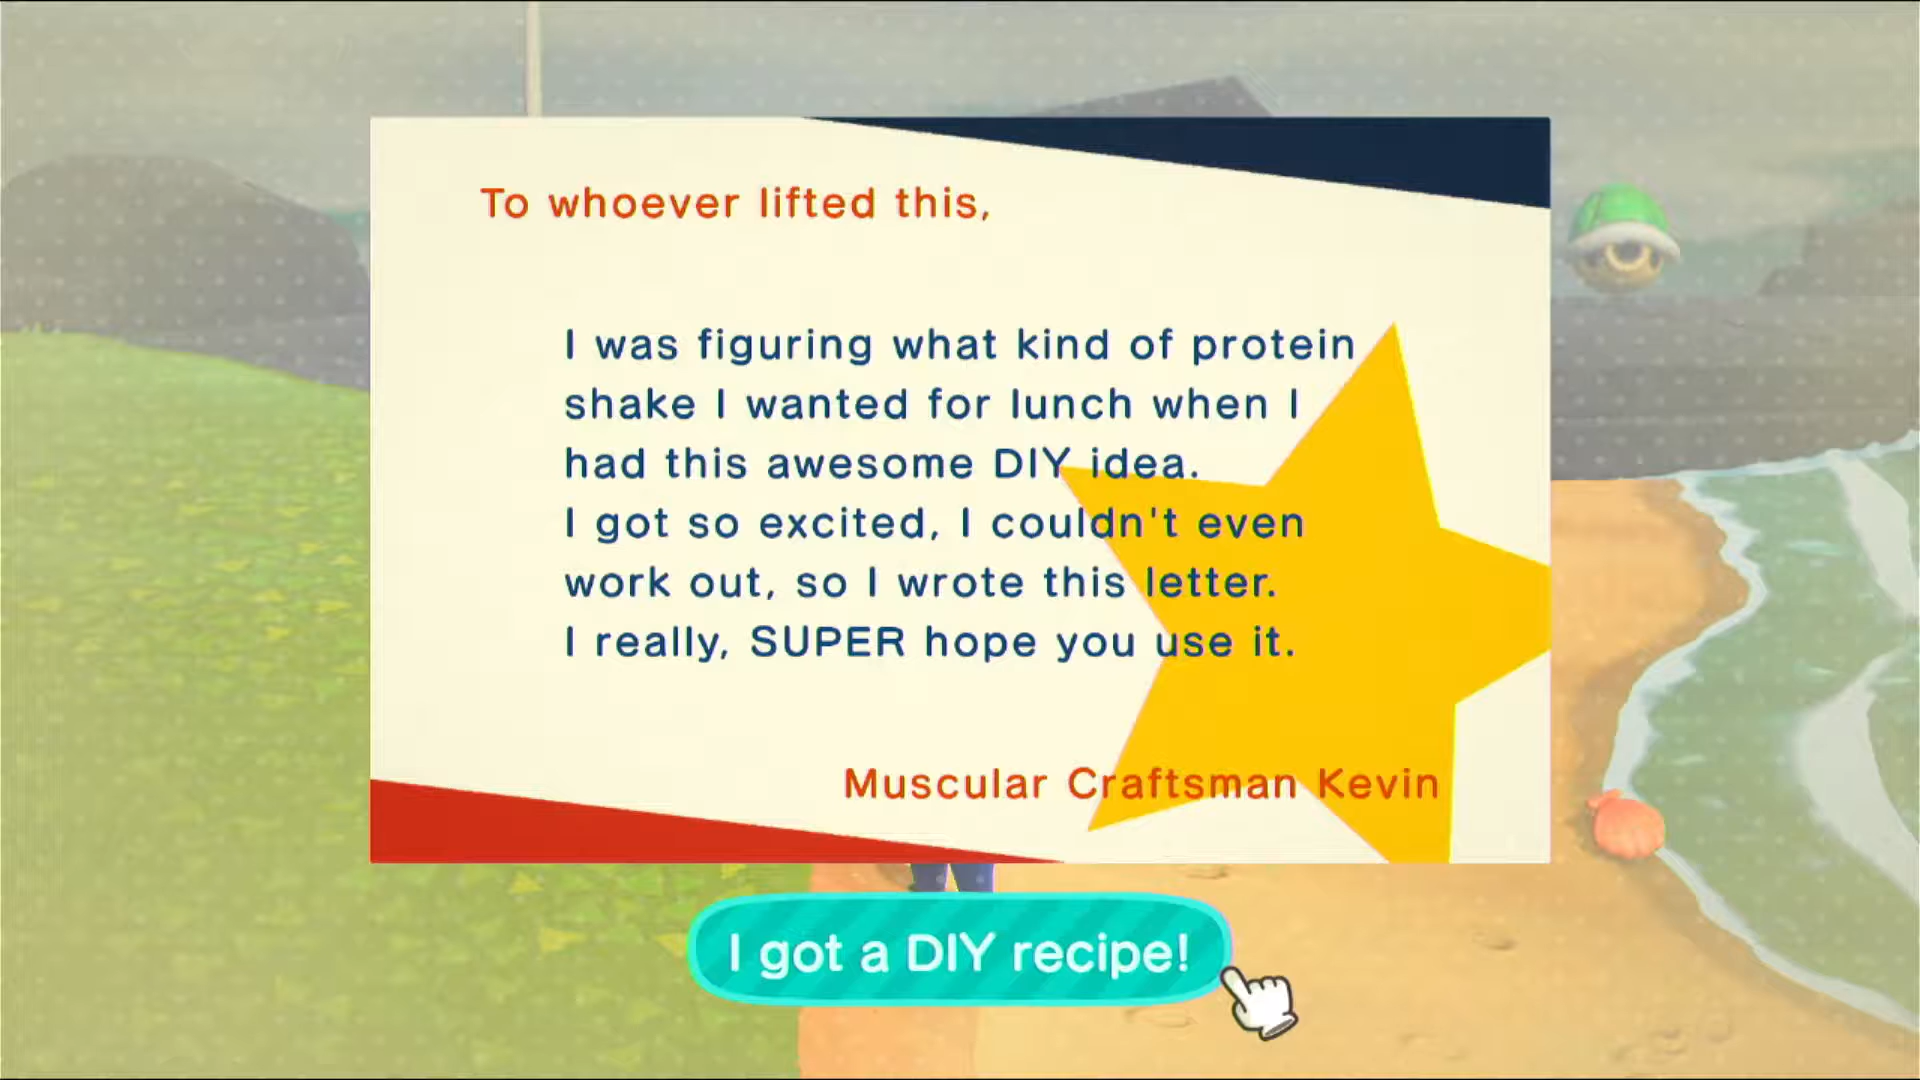 To whoever lifted this,
I was figuring what kind of protein
shake I wanted for lunch when I
had this awesome DIY idea.
I got so excited, I couldn't even
work out, so I wrote this letter.
I really, SUPER hope you use it.
Muscular Craftsman Kevin
I got a DIY recipe!